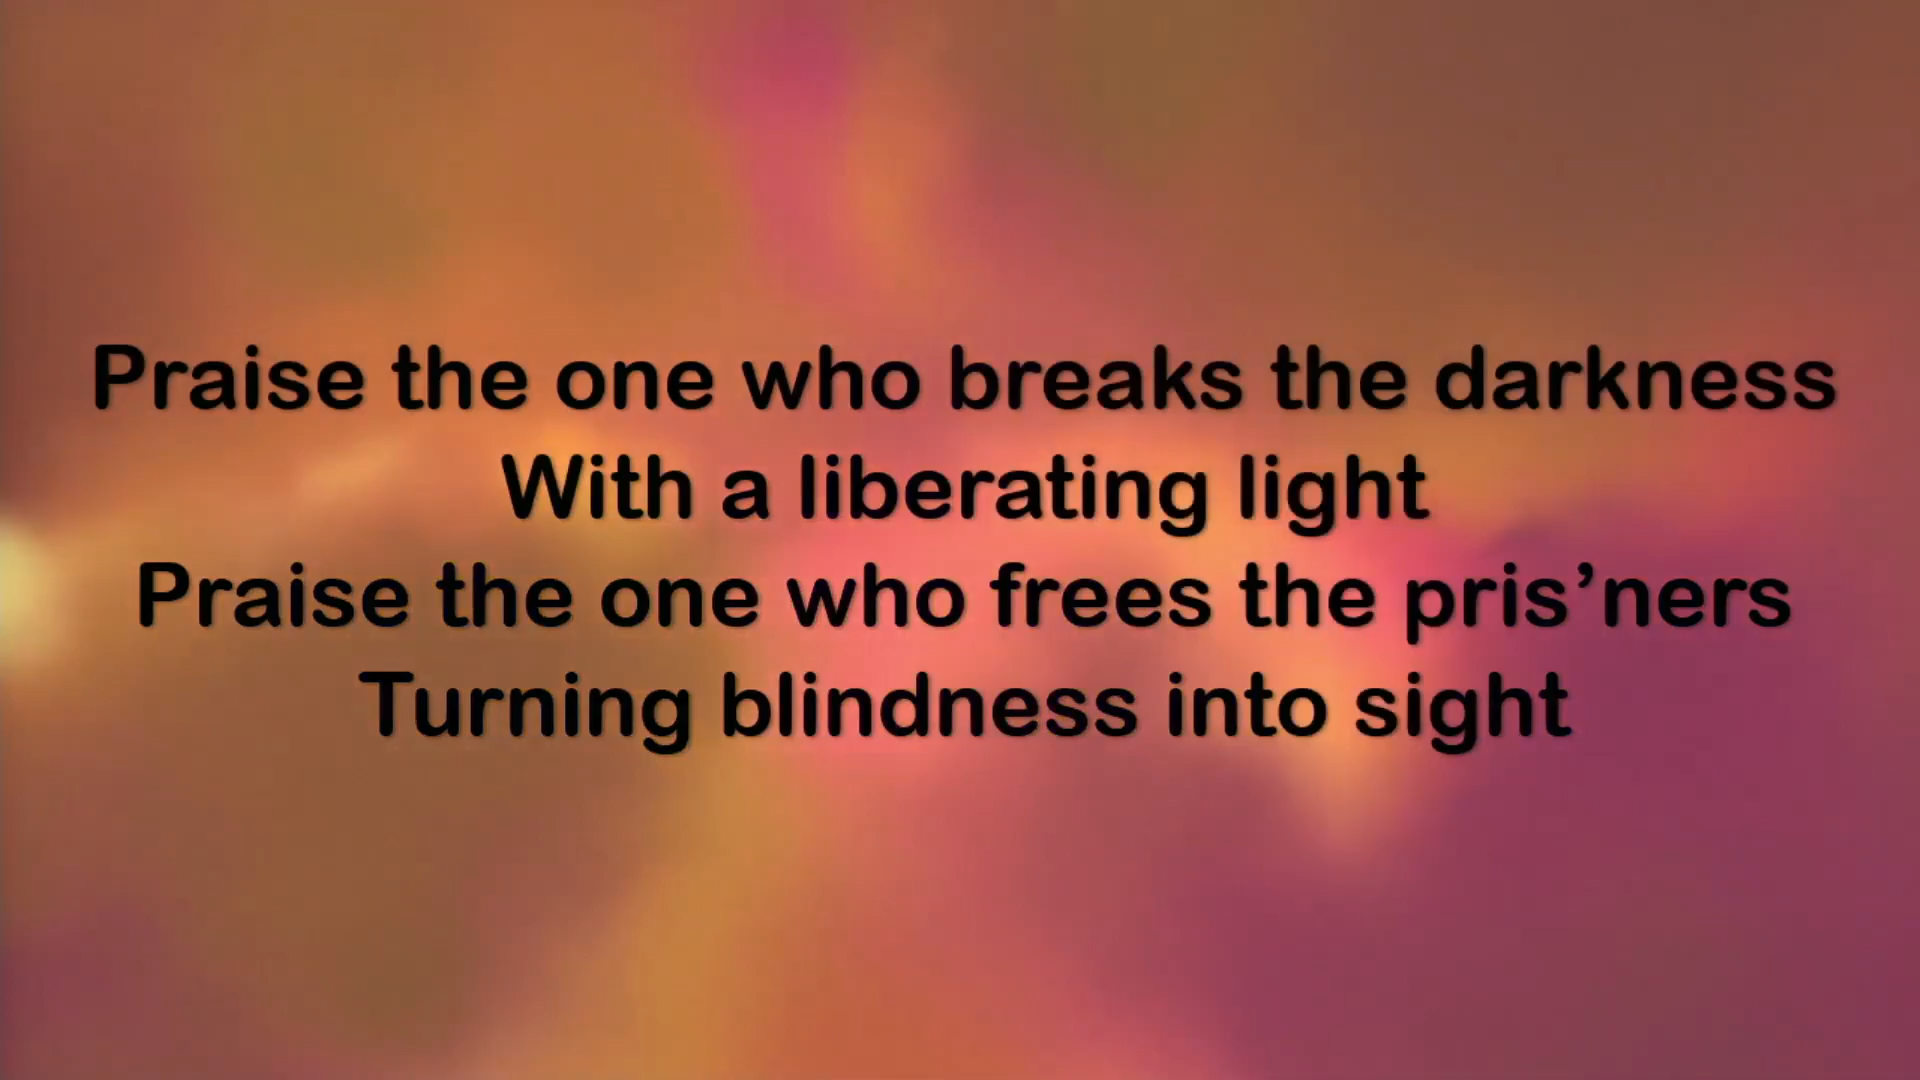 Praise the one who breaks the darkness
With a liberating light
Praise the one who frees the pris’ners
Turning blindness into sight